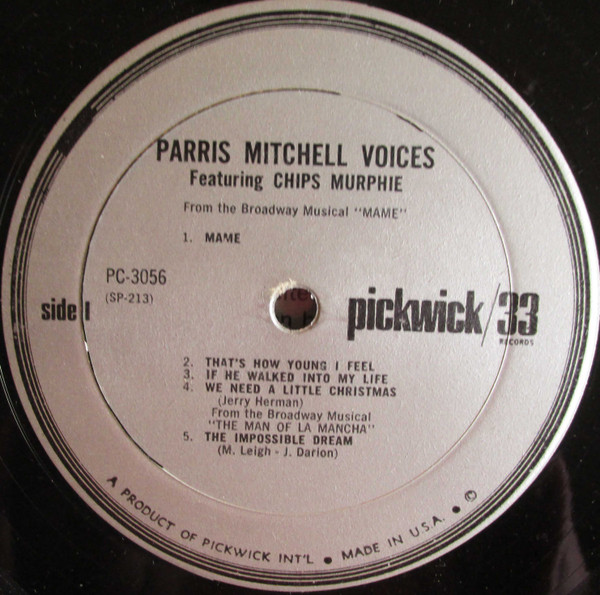 PARRIS MITCHELL VOICES
Featuring CHIPS MURPHIE
From the Broadway Musical "MAME"
1. MAME
PC-3056
(SP-213)
side 1
pickwick/33
RECORDS
2. THAT'S HOW YOUNG I FEEL
3. IF HE WALKED INTO MY LIFE
4. WE NEED A LITTLE CHRISTMAS
(Jerry Herman)
From the Broadway Musical
"THE MAN OF LA MANCHA"
5. THE IMPOSSIBLE DREAM
(M. Leigh - J. Darion)
A PRODUCT OF PICKWICK INT'L • MADE IN U.S.A. • ©